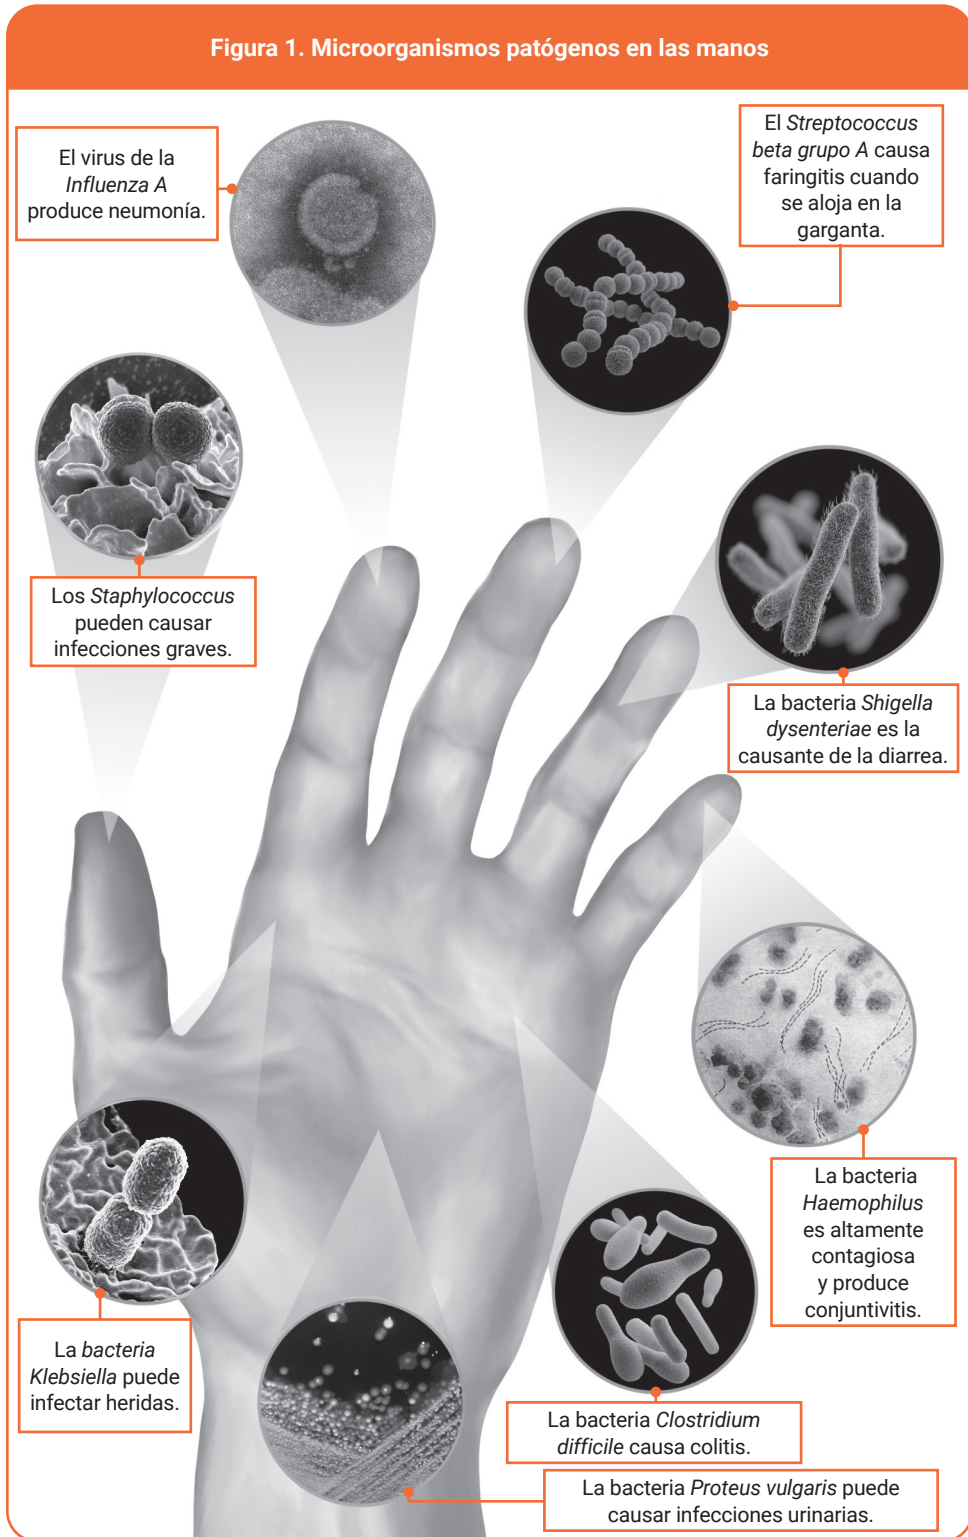 Figura 1. Microorganismos patógenos en las manos
El virus de la
Influenza A
produce neumonía.
El Streptococcus
beta grupo A causa
faringitis cuando
se aloja en la
garganta.
Los Staphylococcus
pueden causar
infecciones graves.
La bacteria Shigella
dysenteriae es la
causante de la diarrea.
La bacteria
Haemophilus
es altamente
contagiosa
y produce
conjuntivitis.
La bacteria
Klebsiella puede
infectar heridas.
La bacteria Clostridium
difficile causa colitis.
La bacteria Proteus vulgaris puede
causar infecciones urinarias.